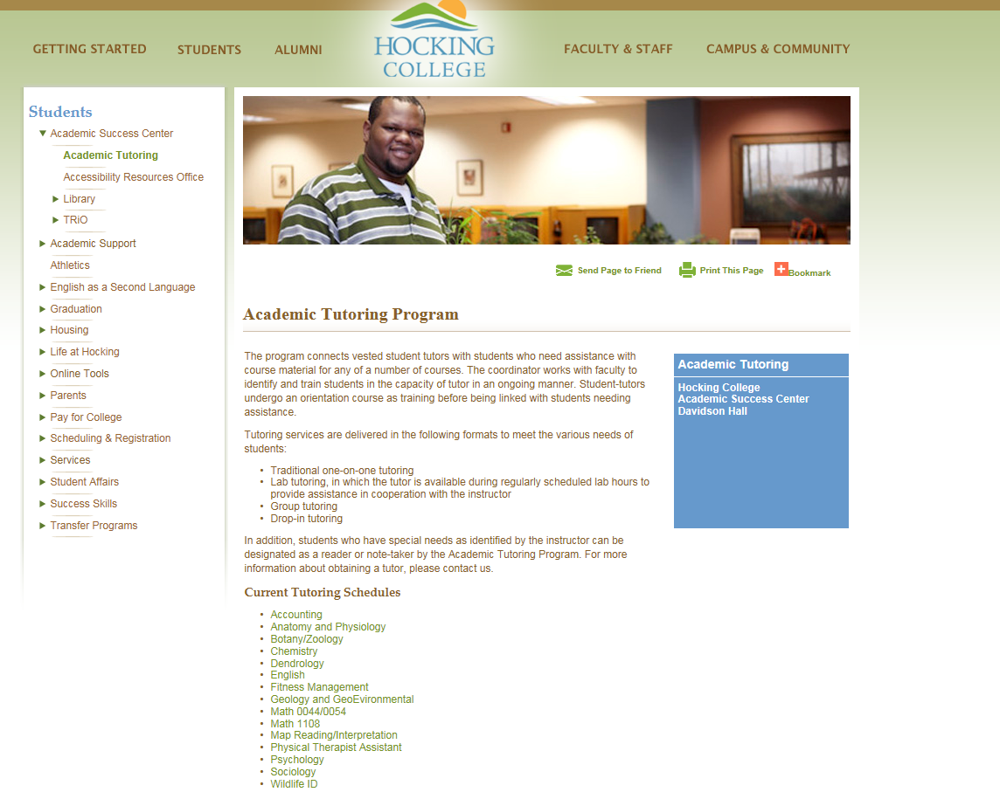 GETTING STARTED
STUDENTS
ALUMNI
HOCKING
COLLEGE
FACULTY & STAFF
CAMPUS & COMMUNITY
Students
Academic Success Center
Academic Tutoring
Accessibility Resources Office
Library
TRiO
Academic Support
Athletics
English as a Second Language
Graduation
Housing
Life at Hocking
Online Tools
Parents
Pay for College
Scheduling & Registration
Services
Student Affairs
Success Skills
Transfer Programs
Send Page to Friend
Print This Page
Bookmark
Academic Tutoring Program
The program connects vested student tutors with students who need assistance with
course material for any of a number of courses. The coordinator works with faculty to
identify and train students in the capacity of tutor in an ongoing manner. Student-tutors
undergo an orientation course as training before being linked with students needing
assistance.
Tutoring services are delivered in the following formats to meet the various needs of
students:
• Traditional one-on-one tutoring
• Lab tutoring, in which the tutor is available during regularly scheduled lab hours to
provide assistance in cooperation with the instructor
• Group tutoring
• Drop-in tutoring
In addition, students who have special needs as identified by the instructor can be
designated as a reader or note-taker by the Academic Tutoring Program. For more
information about obtaining a tutor, please contact us.
Current Tutoring Schedules
• Accounting
• Anatomy and Physiology
• Botany/Zoology
• Chemistry
• Dendrology
• English
• Fitness Management
• Geology and GeoEvironmental
• Math 0044/0054
• Math 1108
• Map Reading/Interpretation
• Physical Therapist Assistant
• Psychology
• Sociology
• Wildlife ID
Academic Tutoring
Hocking College
Academic Success Center
Davidson Hall